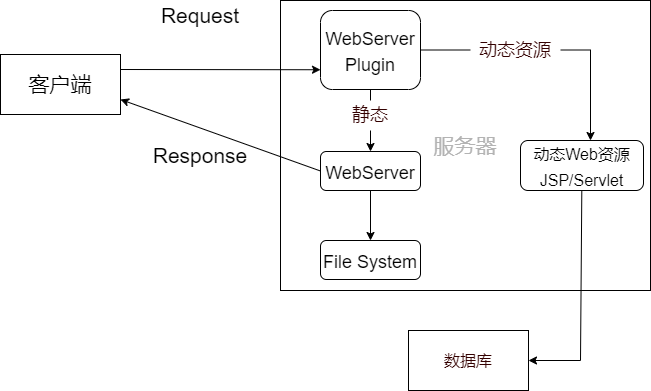 Request
WebServer
Plugin
动态资源
客户端
静态
服务器
Response
WebServer
动态Web资源
JSP/Servlet
File System
数据库